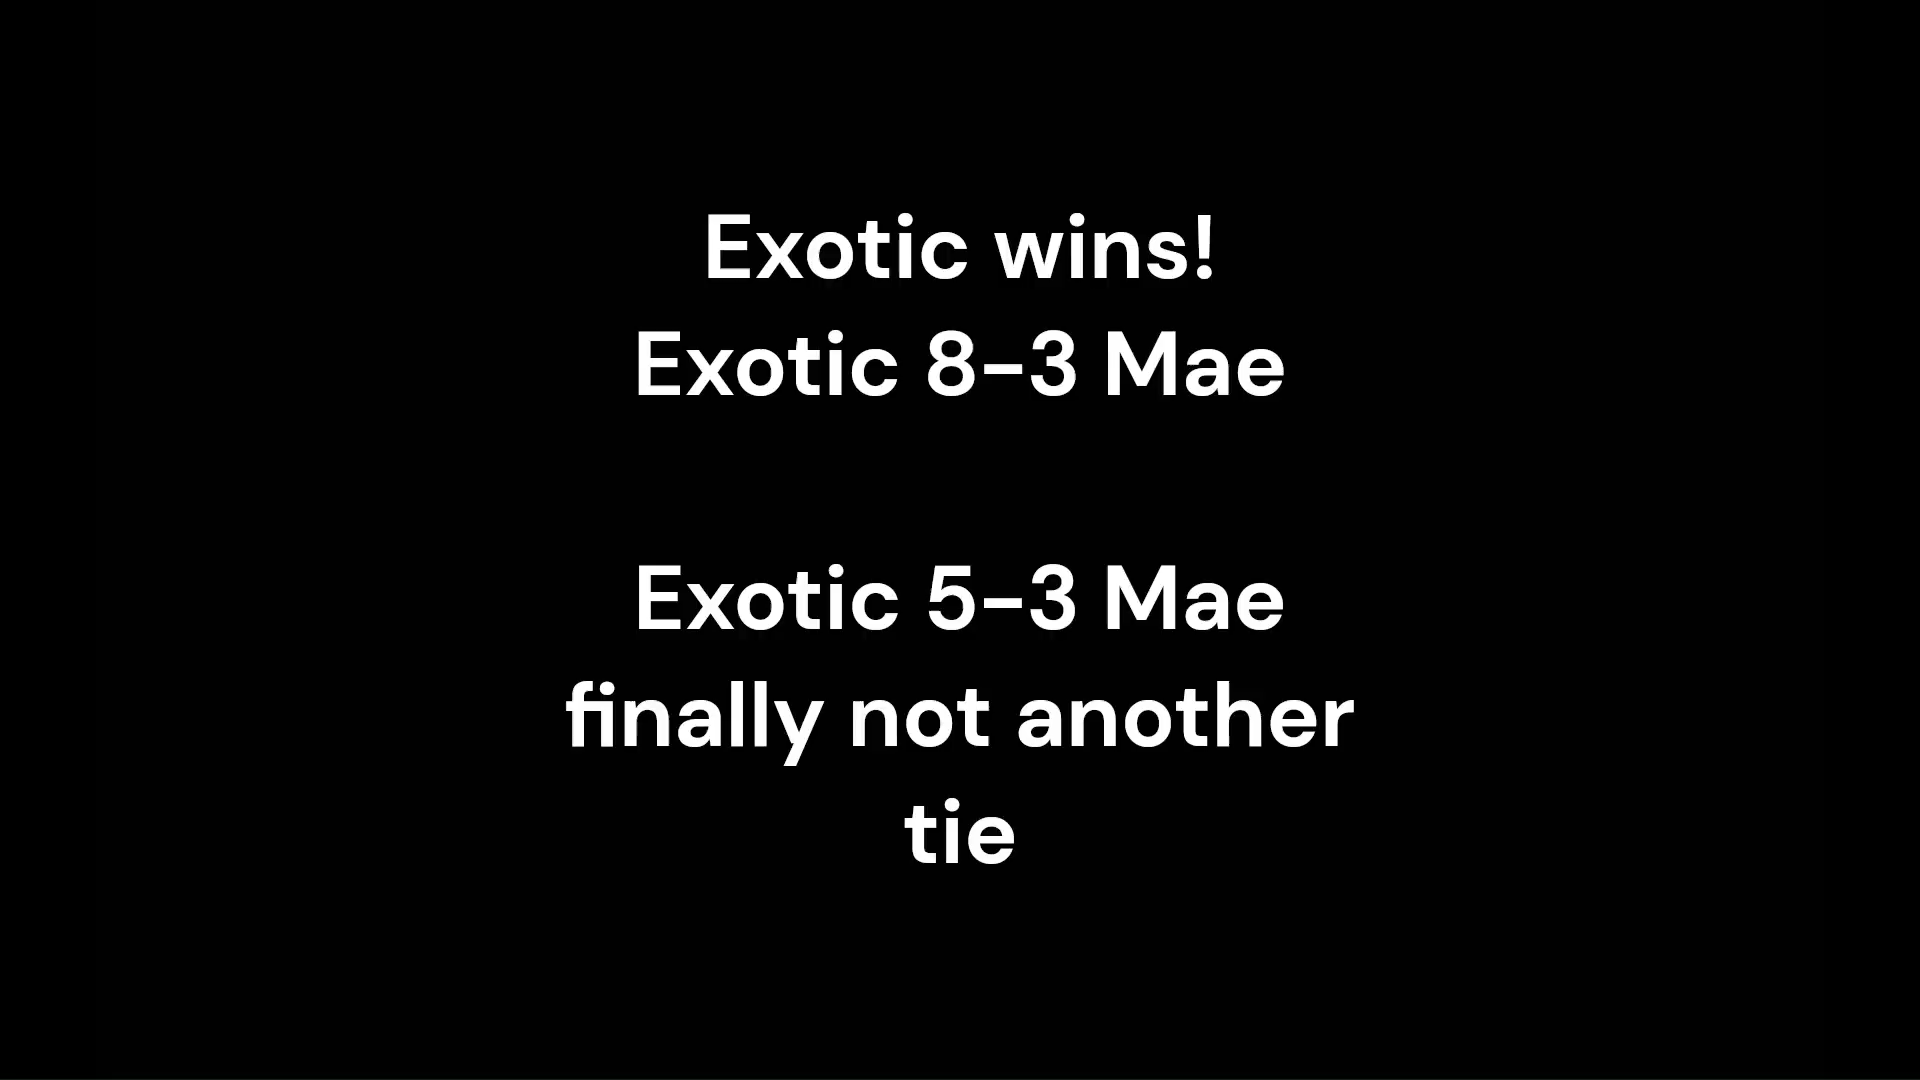 Exotic wins!
Exotic 8-3 Mae
Exotic 5-3 Mae
finally not another
tie